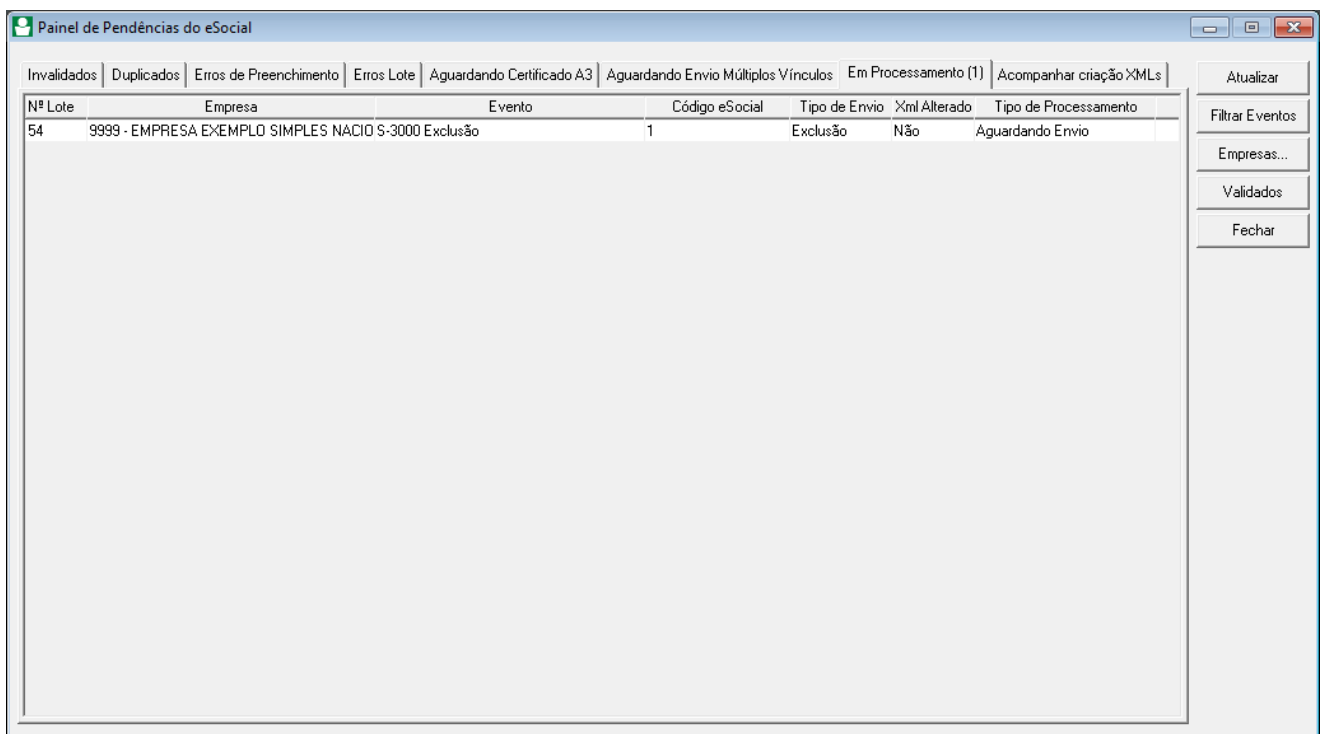 Painel de Pendências do eSocial
Invalidados Duplicados Erros de Preenchimento Erros Lote Aguardando Certificado A3 Aguardando Envio Múltiplos Vínculos Em Processamento (1) Acompanhar criação XMLs Atualizar
Nº Lote Empresa Evento Código eSocial Tipo de Envio Xml Alterado Tipo de Processamento
54 9999 - EMPRESA EXEMPLO SIMPLES NACIO S-3000 Exclusão 1 Exclusão Não Aguardando Envio
Filtrar Eventos
Empresas...
Validados
Fechar